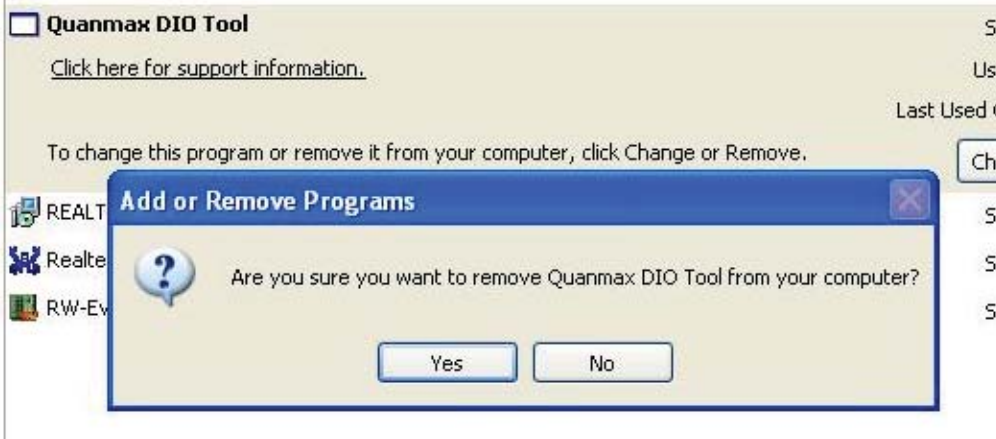 Quanmax DIO Tool
Click here for support information.
Last Used
To change this program or remove it from your computer, click Change or Remove.
Add or Remove Programs
Are you sure you want to remove Quanmax DIO Tool from your computer?
Yes
No